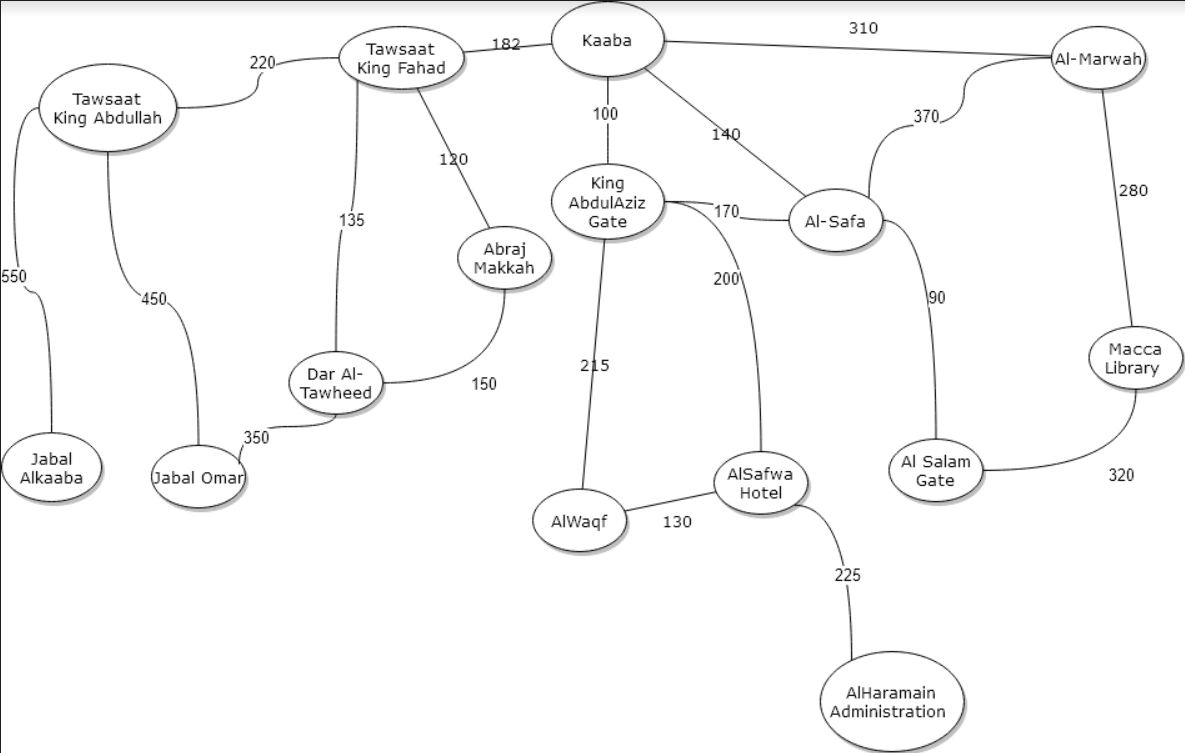 Kaaba
310
Tawsaat
King Fahad
182
Al-Marwah
220
Tawsaat
King Abdullah
100
370
140
120
King
AbdulAziz
Gate
280
170
Al-Safa
135
Abraj
Makkah
550
200
450
90
Macca
Library
215
Dar Al-
Tawheed
150
350
Jabal
Alkaaba
Jabal Omar
AlSafwa
Hotel
Al Salam
Gate
320
AlWaqf
130
225
AlHaramain
Administration